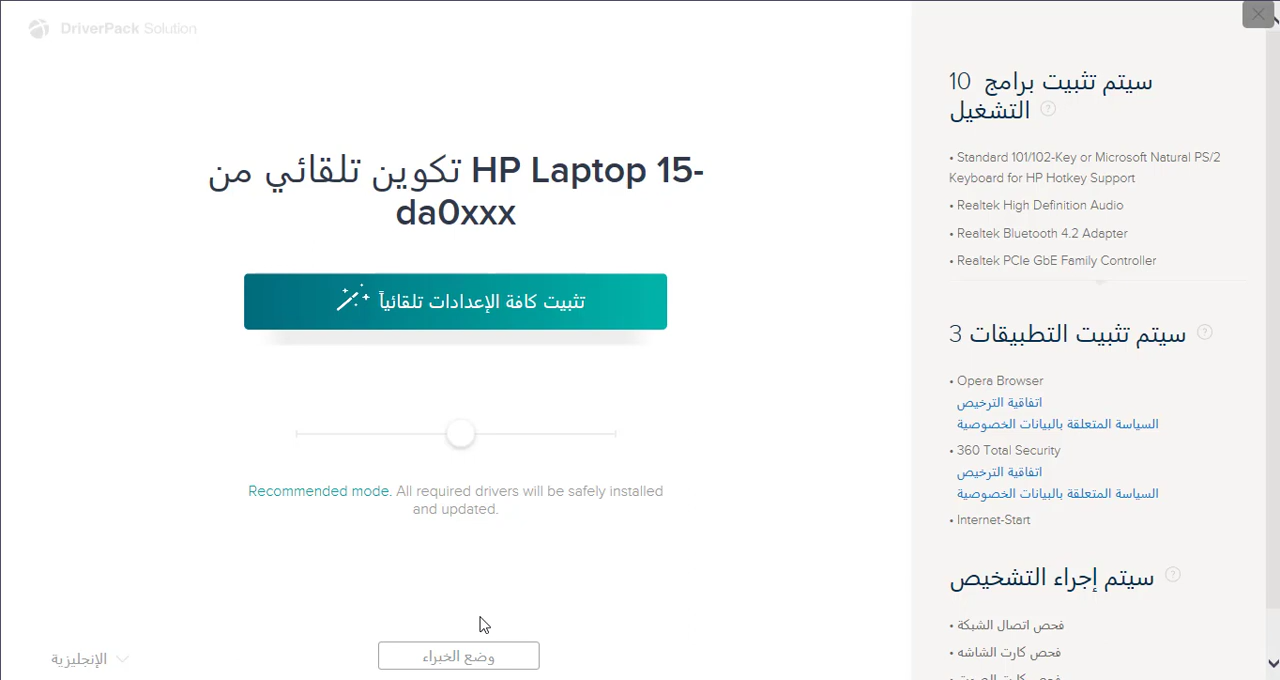 DriverPack Solution
تكوين تلقائي من HP Laptop 15-
da0xxx
تثبيت كافة الإعدادات تلقائياً
Recommended mode. All required drivers will be safely installed
and updated.
وضع الخبراء
الإنجليزية
سيتم تثبيت برامج 10
التشغيل ?
• Standard 101/102-Key or Microsoft Natural PS/2
Keyboard for HP Hotkey Support
• Realtek High Definition Audio
• Realtek Bluetooth 4.2 Adapter
• Realtek PCIe GbE Family Controller
سيتم تثبيت التطبيقات 3 ?
• Opera Browser
اتفاقية الترخيص
السياسة المتعلقة بالبيانات الخصوصية
• 360 Total Security
اتفاقية الترخيص
السياسة المتعلقة بالبيانات الخصوصية
• Internet-Start
سيتم إجراء التشخيص ?
• فحص اتصال الشبكة
• فحص كارت الشاشه
• فحص كارت الصوت